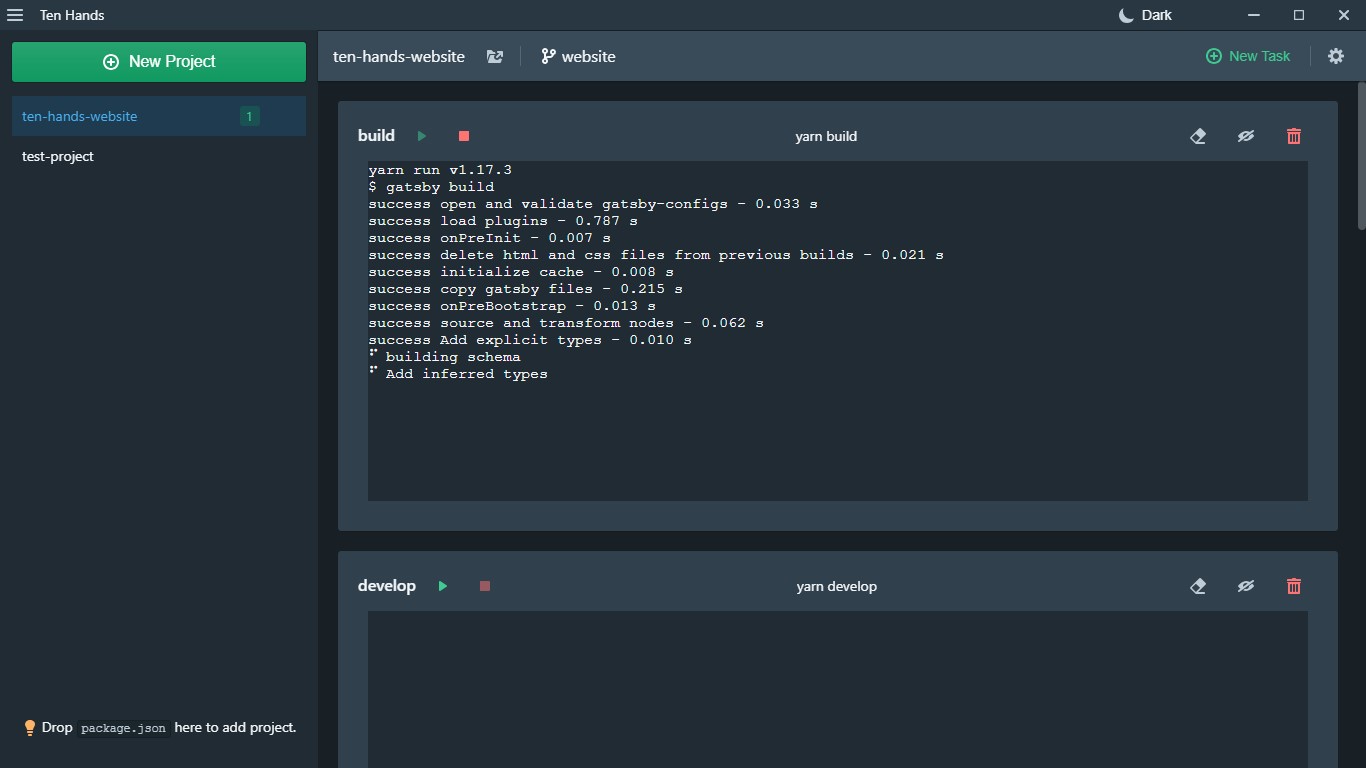 Ten Hands
Dark
New Project
ten-hands-website
1
test-project
Drop package.json here to add project.
ten-hands-website
website
New Task
build
yarn build
yarn run v1.17.3
$ gatsby build
success open and validate gatsby-configs - 0.033 s
success load plugins - 0.787 s
success onPreInit - 0.007 s
success delete html and css files from previous builds - 0.021 s
success initialize cache - 0.008 s
success copy gatsby files - 0.215 s
success onPreBootstrap - 0.013 s
success source and transform nodes - 0.062 s
success Add explicit types - 0.010 s
⠋ building schema
⠋ Add inferred types
develop
yarn develop